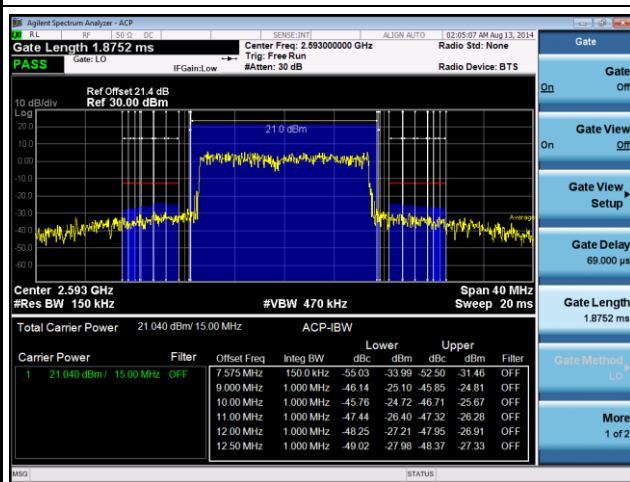 Agilent Spectrum Analyzer - ACP
RL RF 50 Ω DC SENSE:INT ALIGN AUTO 02:05:07 AM Aug 13, 2014
Gate Length 1.8752 ms
Center Freq: 2.593000000 GHz
Radio Std: None
PASS
Gate: LO
IFGain:Low
Trig: Free Run
#Atten: 30 dB
Radio Device: BTS
Ref Offset 21.4 dB
10 dB/div Ref 30.00 dBm
Log
20.0
10.0
0.00
-10.0
-20.0
-30.0
-40.0
-50.0
-60.0
21.0 dBm
Average
Center 2.593 GHz Span 40 MHz
#Res BW 150 kHz #VBW 470 kHz Sweep 20 ms
Total Carrier Power 21.040 dBm/ 15.00 MHz ACP-IBW
Lower Upper
Carrier Power Filter Offset Freq Integ BW dBc dBm dBc dBm Filter
1 21.040 dBm / 15.00 MHz OFF 7.575 MHz 150.0 kHz -55.03 -33.99 -52.50 -31.46 OFF
9.000 MHz 1.000 MHz -46.14 -25.10 -45.85 -24.81 OFF
10.00 MHz 1.000 MHz -45.76 -24.72 -46.71 -25.67 OFF
11.00 MHz 1.000 MHz -47.44 -26.40 -47.32 -26.28 OFF
12.00 MHz 1.000 MHz -48.25 -27.21 -47.95 -26.91 OFF
12.50 MHz 1.000 MHz -49.02 -27.98 -48.37 -27.33 OFF
MSG STATUS
Gate
Gate
On Off
Gate View
On Off
Gate View
Setup
Gate Delay
69.000 µs
Gate Length
1.8752 ms
Gate Method
LO
More
1 of 2